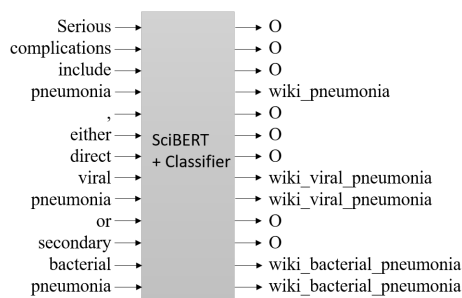 Serious O
complications O
include O
pneumonia wiki_pneumonia
, O
either O
direct O
viral wiki_viral_pneumonia
pneumonia wiki_viral_pneumonia
or O
secondary O
bacterial wiki_bacterial_pneumonia
pneumonia wiki_bacterial_pneumonia
SciBERT
+ Classifier